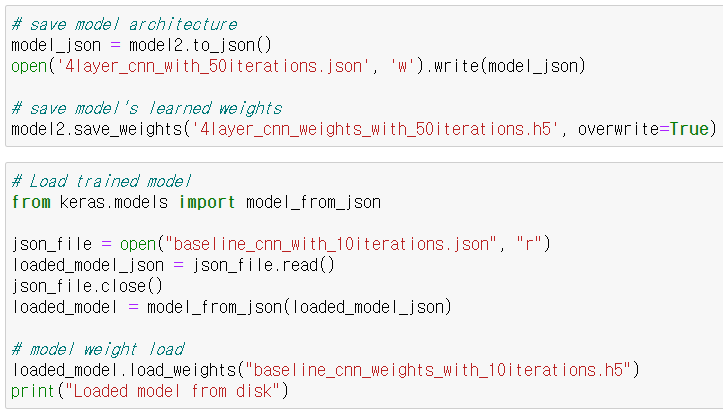 # save model architecture
model_json = model2.to_json()
open('4layer_cnn_with_50iterations.json', 'w').write(model_json)
# save model's learned weights
model2.save_weights('4layer_cnn_weights_with_50iterations.h5', overwrite=True)
# Load trained model
from keras.models import model_from_json
json_file = open("baseline_cnn_with_10iterations.json", "r")
loaded_model_json = json_file.read()
json_file.close()
loaded_model = model_from_json(loaded_model_json)
# model weight load
loaded_model.load_weights("baseline_cnn_weights_with_10iterations.h5")
print("Loaded model from disk")